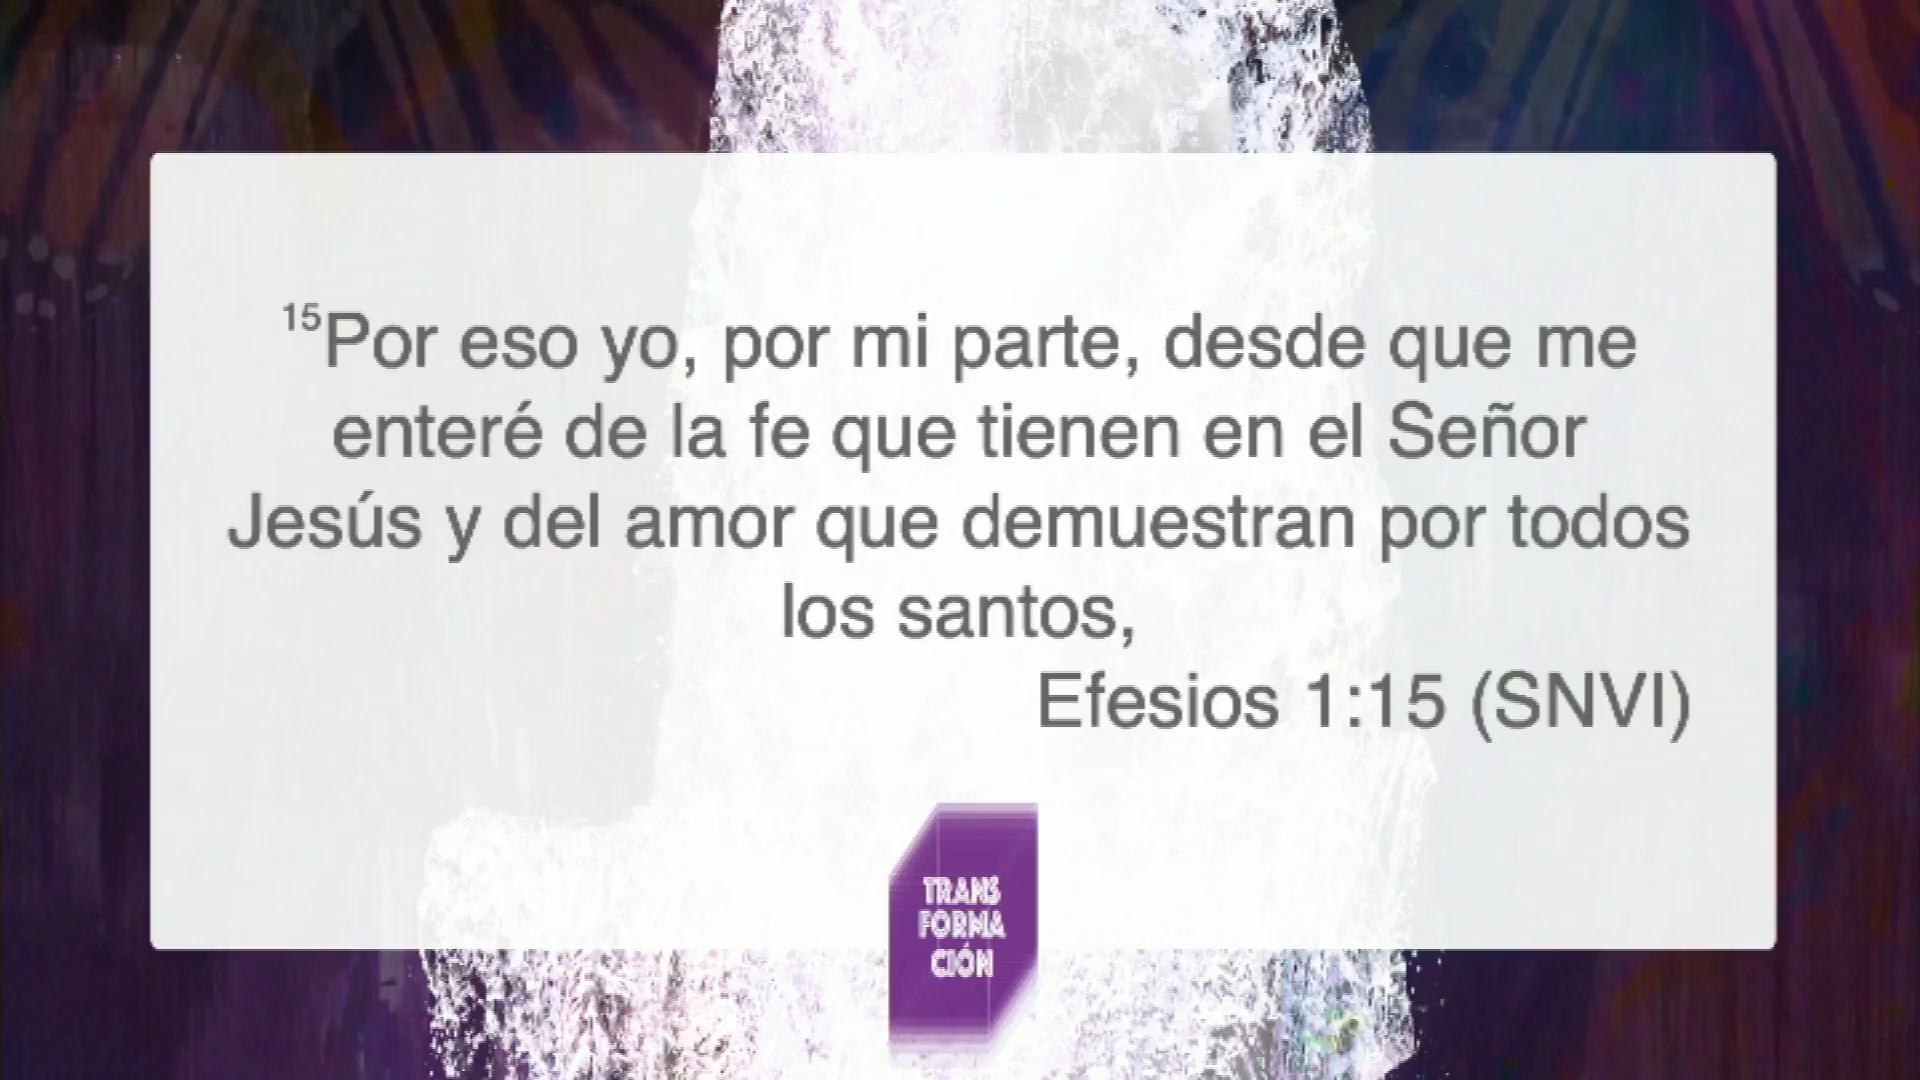 15Por eso yo, por mi parte, desde que me
enteré de la fe que tienen en el Señor
Jesús y del amor que demuestran por todos
los santos,
Efesios 1:15 (SNVI)
TRANS
FORMA
CIÓN